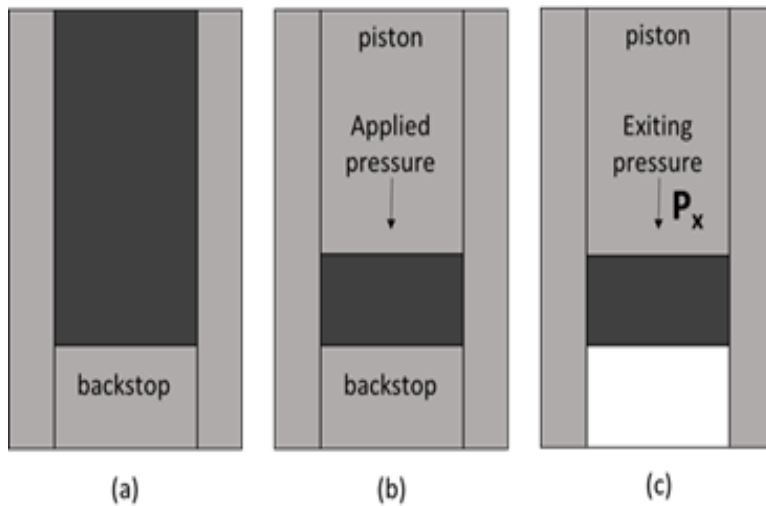 backstop
(a)
piston
Applied
pressure
backstop
(b)
piston
Exiting
pressure
Px
(c)